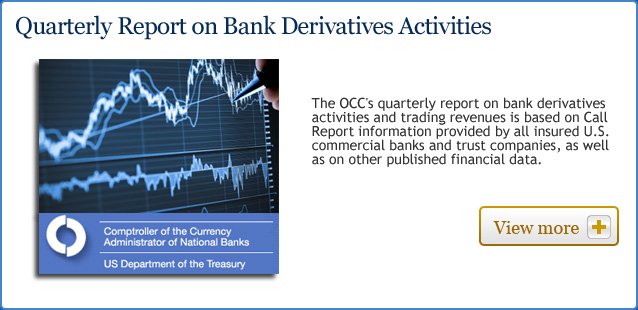 Quarterly Report on Bank Derivatives Activities
The OCC's quarterly report on bank derivatives
activities and trading revenues is based on Call
Report information provided by all insured U.S.
commercial banks and trust companies, as well
as on other published financial data.
Comptroller of the Currency
Administrator of National Banks
US Department of the Treasury
View more +